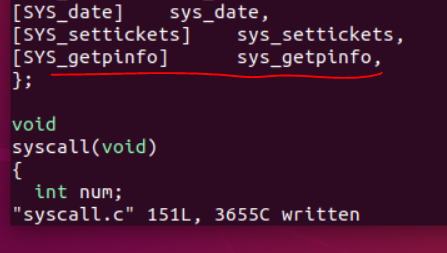 [SYS_date]    sys_date,
[SYS_settickets]     sys_settickets,
[SYS_getpinfo]       sys_getpinfo,
};
void
syscall(void)
{
  int num;
"syscall.c" 151L, 3655C written